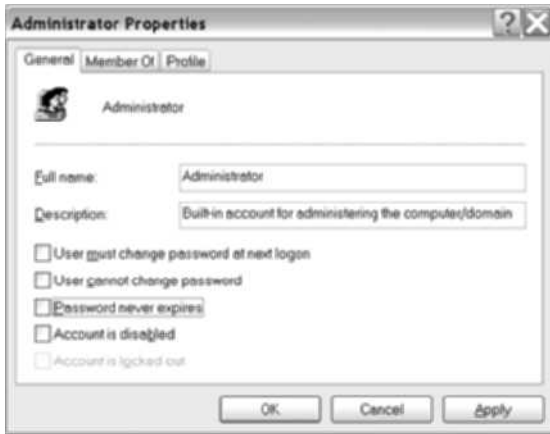 Administrator Properties
General Member Of Profile
Administrator
Full name: Administrator
Description: Built-in account for administering the computer/domain
User must change password at next logon
User cannot change password
Password never expires
Account is disabled
Account is locked out
OK Cancel Apply